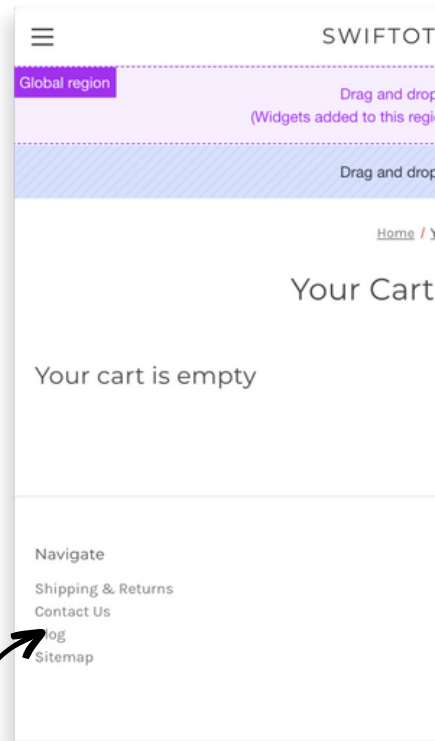 SWIFTOT
Global region
Drag and drop
(Widgets added to this regi
Drag and drop
Home / Y
Your Cart
Your cart is empty
Navigate
Shipping & Returns
Contact Us
log
Sitemap